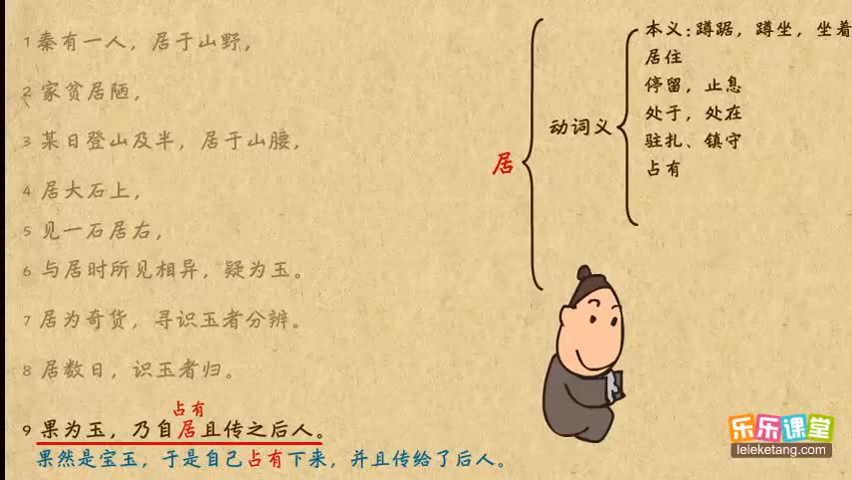 1 秦有一人，居于山野，
2 家贫居陋，
3 某日登山及半，居于山腰，
4 居大石上，
5 见一石居右，
6 与居时所见相异，疑为玉。
7 居为奇货，寻识玉者分辨。
8 居数日，识玉者归。
占有
9 果为玉，乃自居且传之后人。
果然是宝玉，于是自己占有下来，并且传给了后人。
居
动词义
本义：蹲踞，蹲坐，坐着
居住
停留，止息
处于，处在
驻扎、镇守
占有
乐乐课堂
leleketang.com